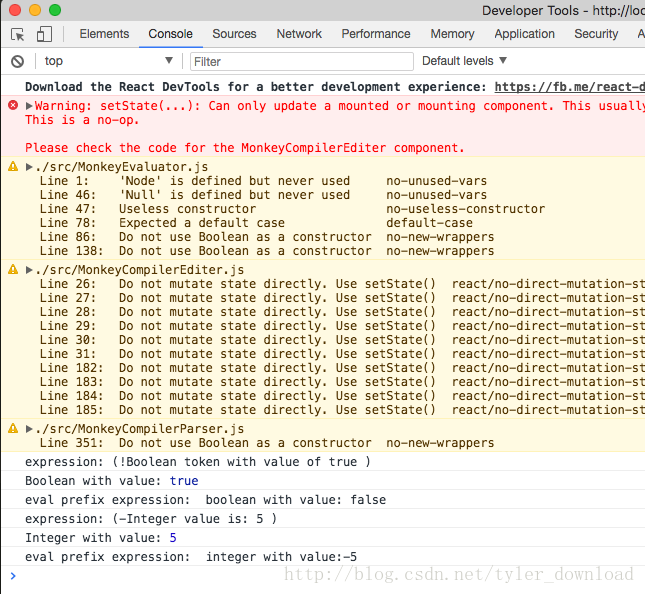 Developer Tools - http://loc
Elements Console Sources Network Performance Memory Application Security A
top Filter Default levels
Download the React DevTools for a better development experience: https://fb.me/react-d
Warning: setState(...): Can only update a mounted or mounting component. This usually
This is a no-op.
Please check the code for the MonkeyCompilerEditer component.
./src/MonkeyEvaluator.js
Line 1: 'Node' is defined but never used no-unused-vars
Line 46: 'Null' is defined but never used no-unused-vars
Line 47: Useless constructor no-useless-constructor
Line 78: Expected a default case default-case
Line 86: Do not use Boolean as a constructor no-new-wrappers
Line 138: Do not use Boolean as a constructor no-new-wrappers
./src/MonkeyCompilerEditer.js
Line 26: Do not mutate state directly. Use setState() react/no-direct-mutation-st
Line 27: Do not mutate state directly. Use setState() react/no-direct-mutation-st
Line 28: Do not mutate state directly. Use setState() react/no-direct-mutation-st
Line 29: Do not mutate state directly. Use setState() react/no-direct-mutation-st
Line 30: Do not mutate state directly. Use setState() react/no-direct-mutation-st
Line 31: Do not mutate state directly. Use setState() react/no-direct-mutation-st
Line 182: Do not mutate state directly. Use setState() react/no-direct-mutation-st
Line 183: Do not mutate state directly. Use setState() react/no-direct-mutation-st
Line 184: Do not mutate state directly. Use setState() react/no-direct-mutation-st
Line 185: Do not mutate state directly. Use setState() react/no-direct-mutation-st
./src/MonkeyCompilerParser.js
Line 351: Do not use Boolean as a constructor no-new-wrappers
expression: (!Boolean token with value of true )
Boolean with value: true
eval prefix expression: boolean with value: false
expression: (-Integer value is: 5 )
Integer with value: 5
eval prefix expression: integer with value:-5
http://blog.csdn.net/tyler_download